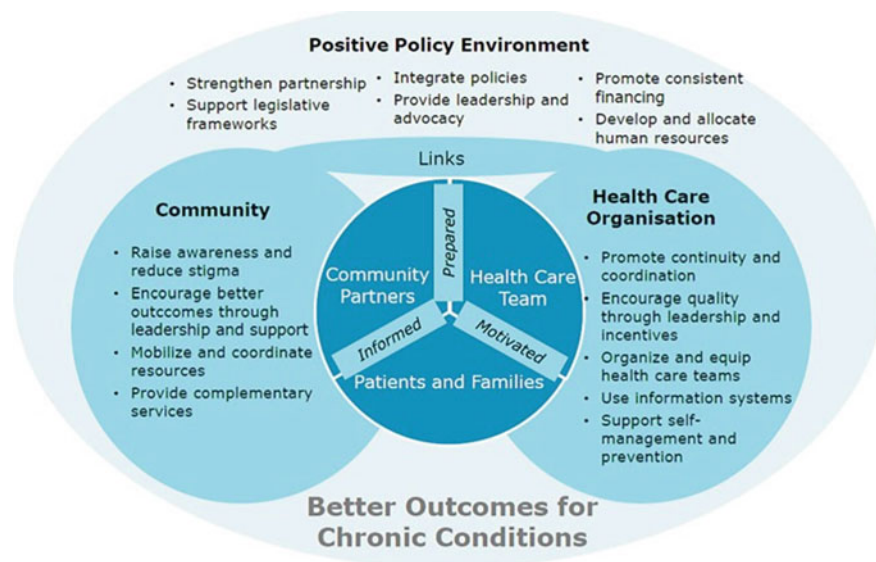 Positive Policy Environment
• Strengthen partnership
• Support legislative
frameworks
• Integrate policies
• Provide leadership and
advocacy
• Promote consistent
financing
• Develop and allocate
human resources
Links
Community
• Raise awareness and
reduce stigma
• Encourage better
outccomes through
leadership and support
• Mobilize and coordinate
resources
• Provide complementary
services
Community
Partners
Prepared
Health Care
Team
Informed
Motivated
Patients and Families
Health Care
Organisation
• Promote continuity and
coordination
• Encourage quality
through leadership and
incentives
• Organize and equip
health care teams
• Use information systems
• Support self-
management and
prevention
Better Outcomes for
Chronic Conditions